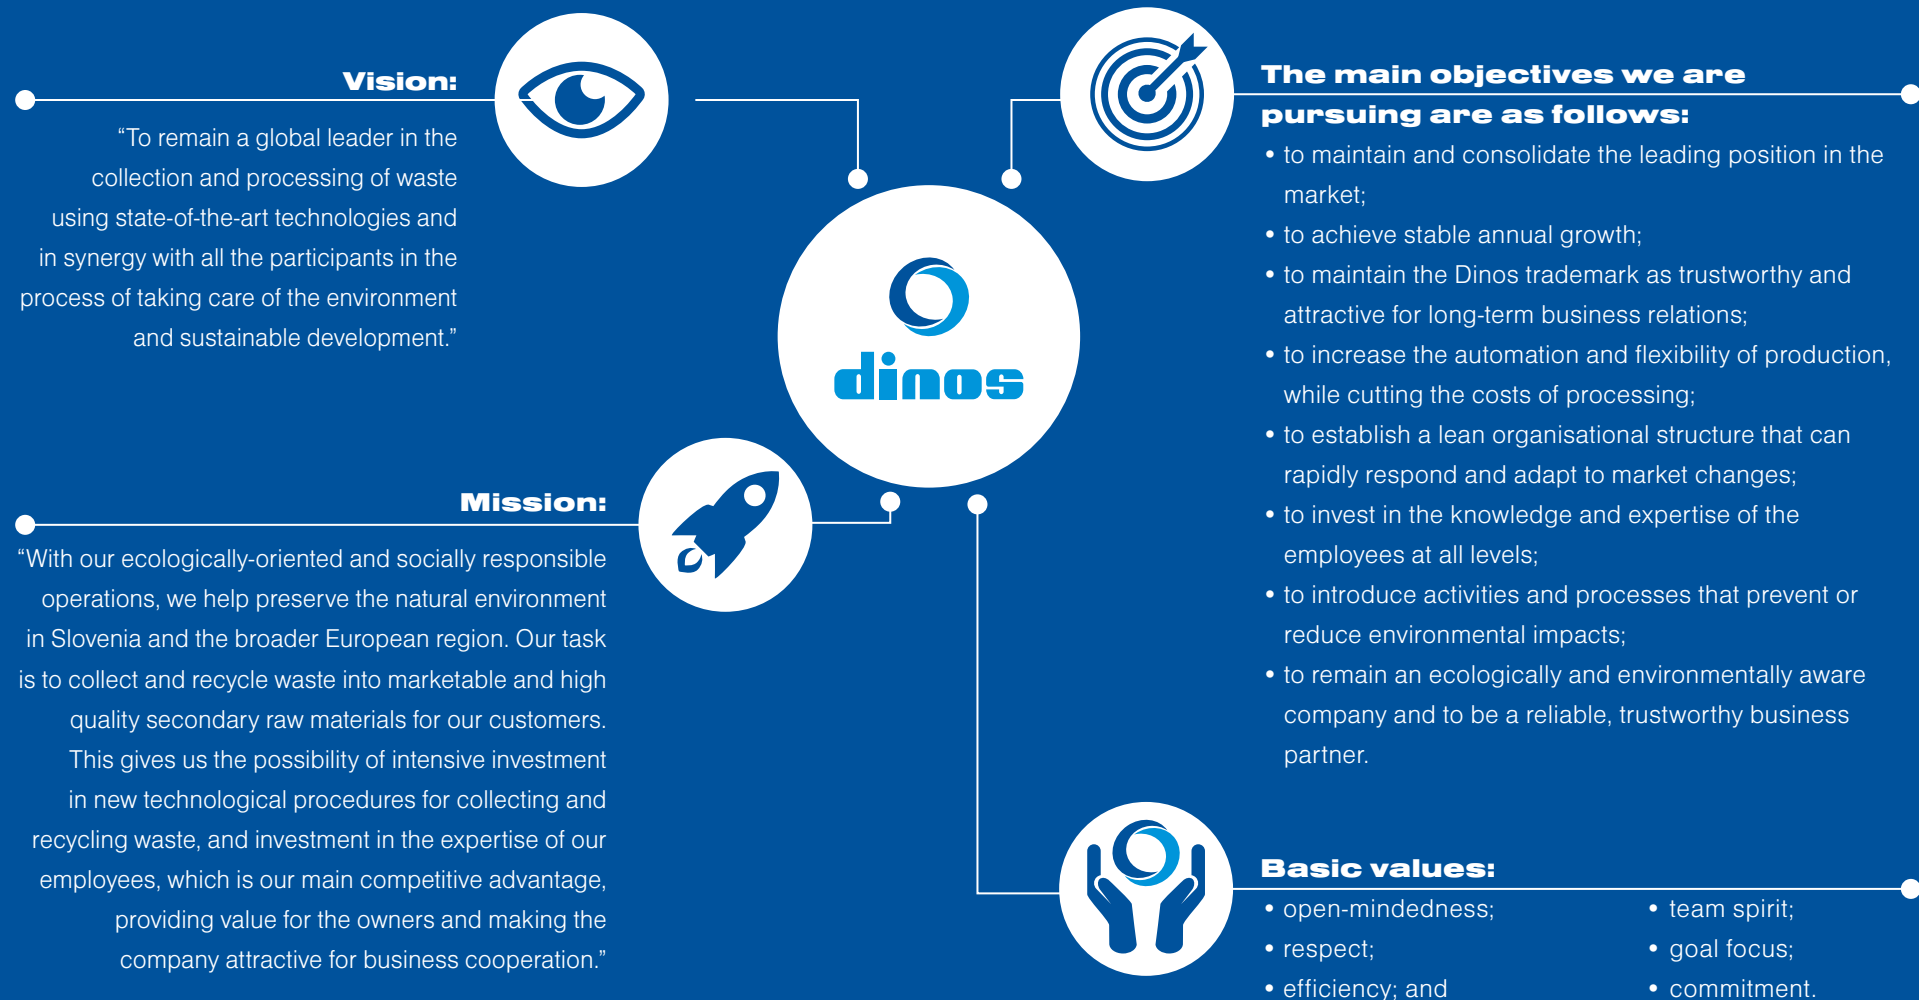 Vision:
“To remain a global leader in the
collection and processing of waste
using state-of-the-art technologies and
in synergy with all the participants in the
process of taking care of the environment
and sustainable development.”
dinos
Mission:
“With our ecologically-oriented and socially responsible
operations, we help preserve the natural environment
in Slovenia and the broader European region. Our task
is to collect and recycle waste into marketable and high
quality secondary raw materials for our customers.
This gives us the possibility of intensive investment
in new technological procedures for collecting and
recycling waste, and investment in the expertise of our
employees, which is our main competitive advantage,
providing value for the owners and making the
company attractive for business cooperation.”
The main objectives we are
pursuing are as follows:
• to maintain and consolidate the leading position in the
market;
• to achieve stable annual growth;
• to maintain the Dinos trademark as trustworthy and
attractive for long-term business relations;
• to increase the automation and flexibility of production,
while cutting the costs of processing;
• to establish a lean organisational structure that can
rapidly respond and adapt to market changes;
• to invest in the knowledge and expertise of the
employees at all levels;
• to introduce activities and processes that prevent or
reduce environmental impacts;
• to remain an ecologically and environmentally aware
company and to be a reliable, trustworthy business
partner.
Basic values:
• open-mindedness;
• respect;
• efficiency; and
• team spirit;
• goal focus;
• commitment.